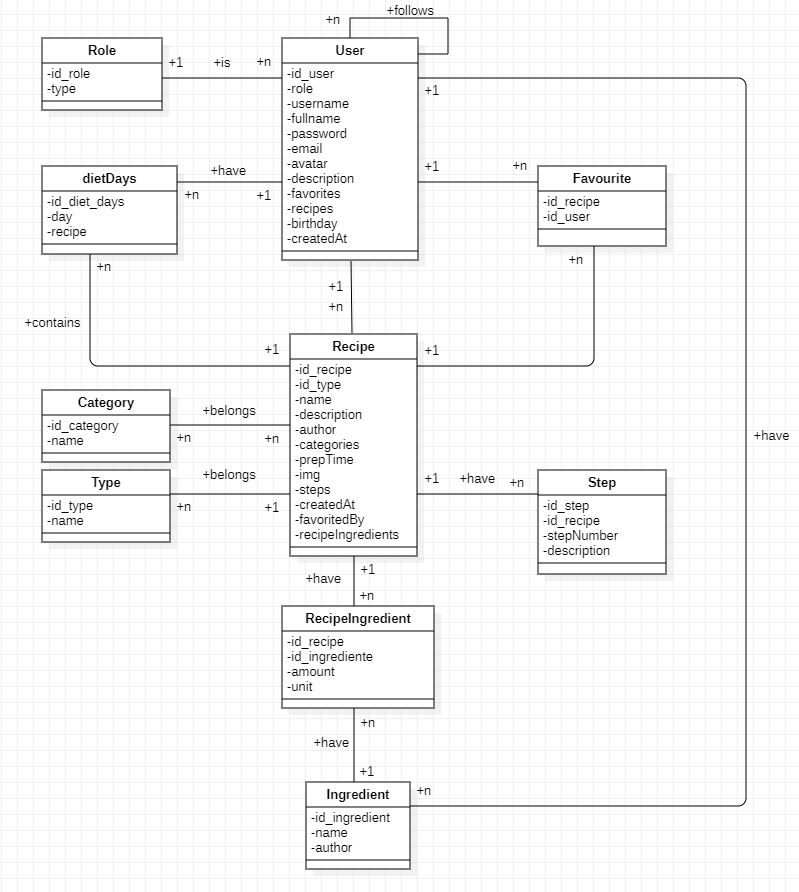 +follows
+n
Role
-id_role
-type
+1
+is
+n
User
-id_user
-role
-username
-fullname
-password
-email
-avatar
-description
-favorites
-recipes
-birthday
-createdAt
+1
dietDays
-id_diet_days
-day
-recipe
+have
+n
+1
+1
+n
Favourite
-id_recipe
-id_user
+n
+n
+contains
+1
+n
+1
+1
Recipe
-id_recipe
-id_type
-name
-description
-author
-categories
-prepTime
-img
-steps
-createdAt
-favoritedBy
-recipeIngredients
Category
-id_category
-name
+belongs
+n
+n
Type
-id_type
-name
+belongs
+n
+1
+have
+1
+have
+n
Step
-id_step
-id_recipe
-stepNumber
-description
+1
+have
+n
RecipeIngredient
-id_recipe
-id_ingrediente
-amount
-unit
+n
+have
+1
Ingredient
-id_ingredient
-name
-author
+n